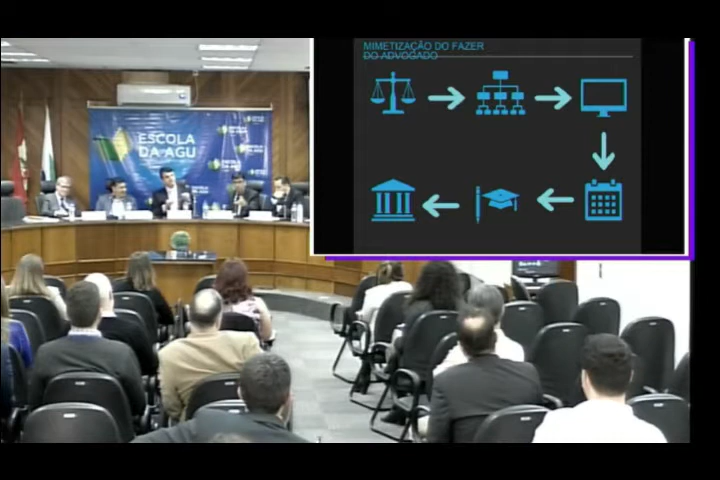 MIMETIZAÇÃO DO FAZER
DO ADVOGADO
ESCOLA
DA AGU